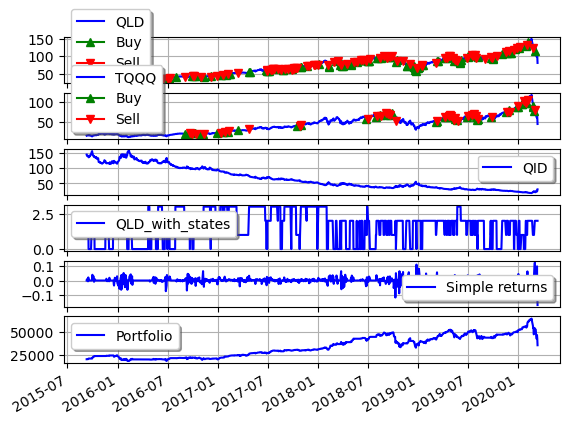 QLD
Buy
Sell
150
100
50
TQQQ
Buy
Sell
100
50
QID
150
100
50
QLD_with_states
2.5
0.0
Simple returns
0.1
0.0
−0.1
Portfolio
50000
25000
2015-07
2016-01
2016-07
2017-01
2017-07
2018-01
2018-07
2019-01
2019-07
2020-01